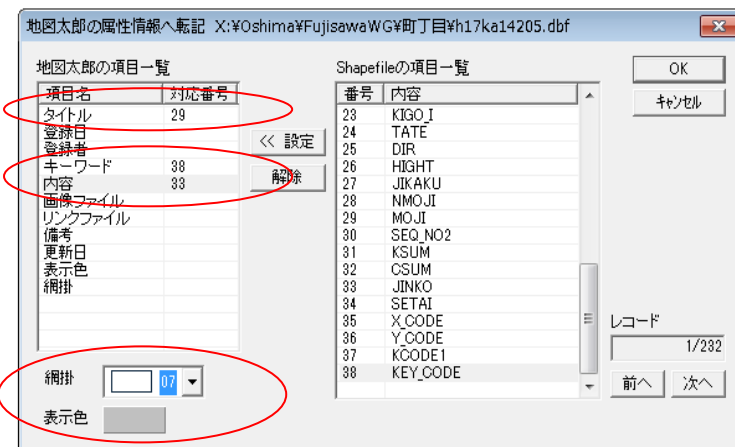 地図太郎の属性情報へ転記 X:¥Oshima¥FujisawaWG¥町丁目¥h17ka14205.dbf
地図太郎の項目一覧
項目名 対応番号
タイトル 29
登録日
登録者
キーワード 38
内容 33
画像ファイル
リンクファイル
備考
更新日
表示色
網掛
<< 設定
解除
Shapefileの項目一覧
番号 内容
23 KIGO_I
24 TATE
25 DIR
26 HIGHT
27 JIKAKU
28 NMOJI
29 MOJI
30 SEQ_NO2
31 KSUM
32 CSUM
33 JINKO
34 SETAI
35 X_CODE
36 Y_CODE
37 KCODE1
38 KEY_CODE
OK
キャンセル
レコード
1/232
前へ 次へ
網掛 07
表示色